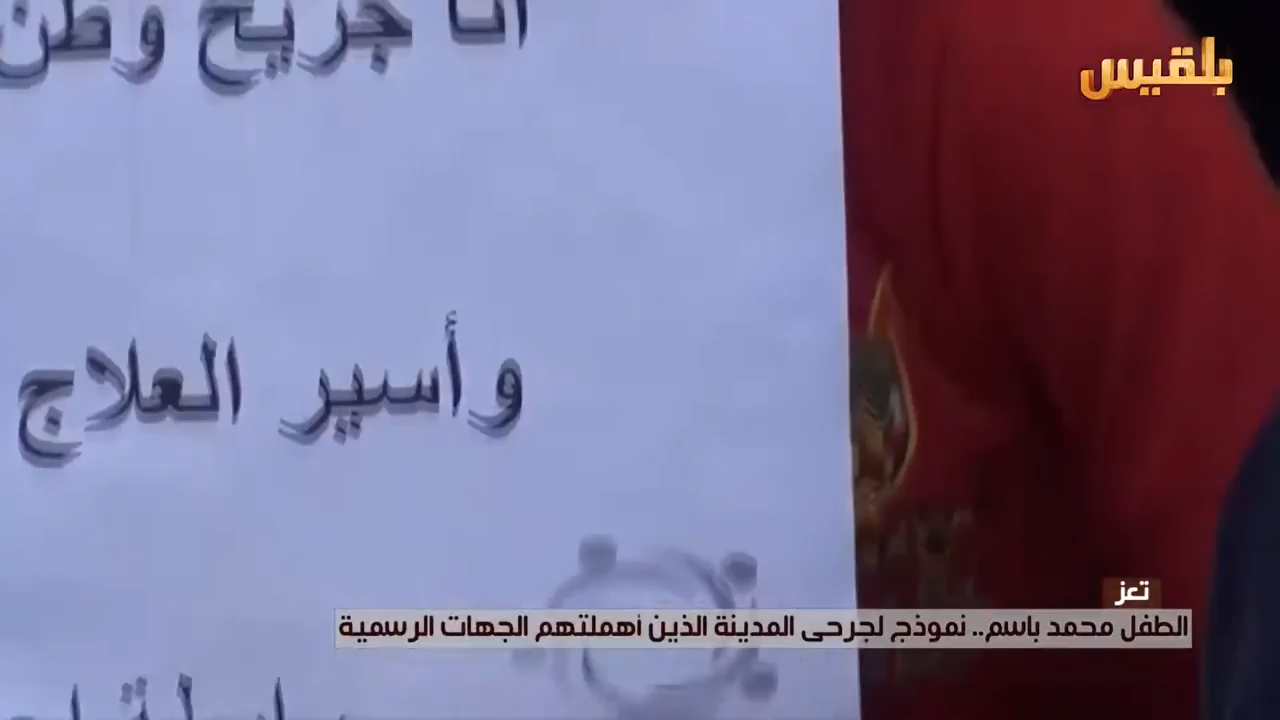 أنا جريح وطن
بلقيس
وأسير العلاج
تعز
الطفل محمد باسم.. نموذج لجرحى المدينة الذين أهملتهم الجهات الرسمية